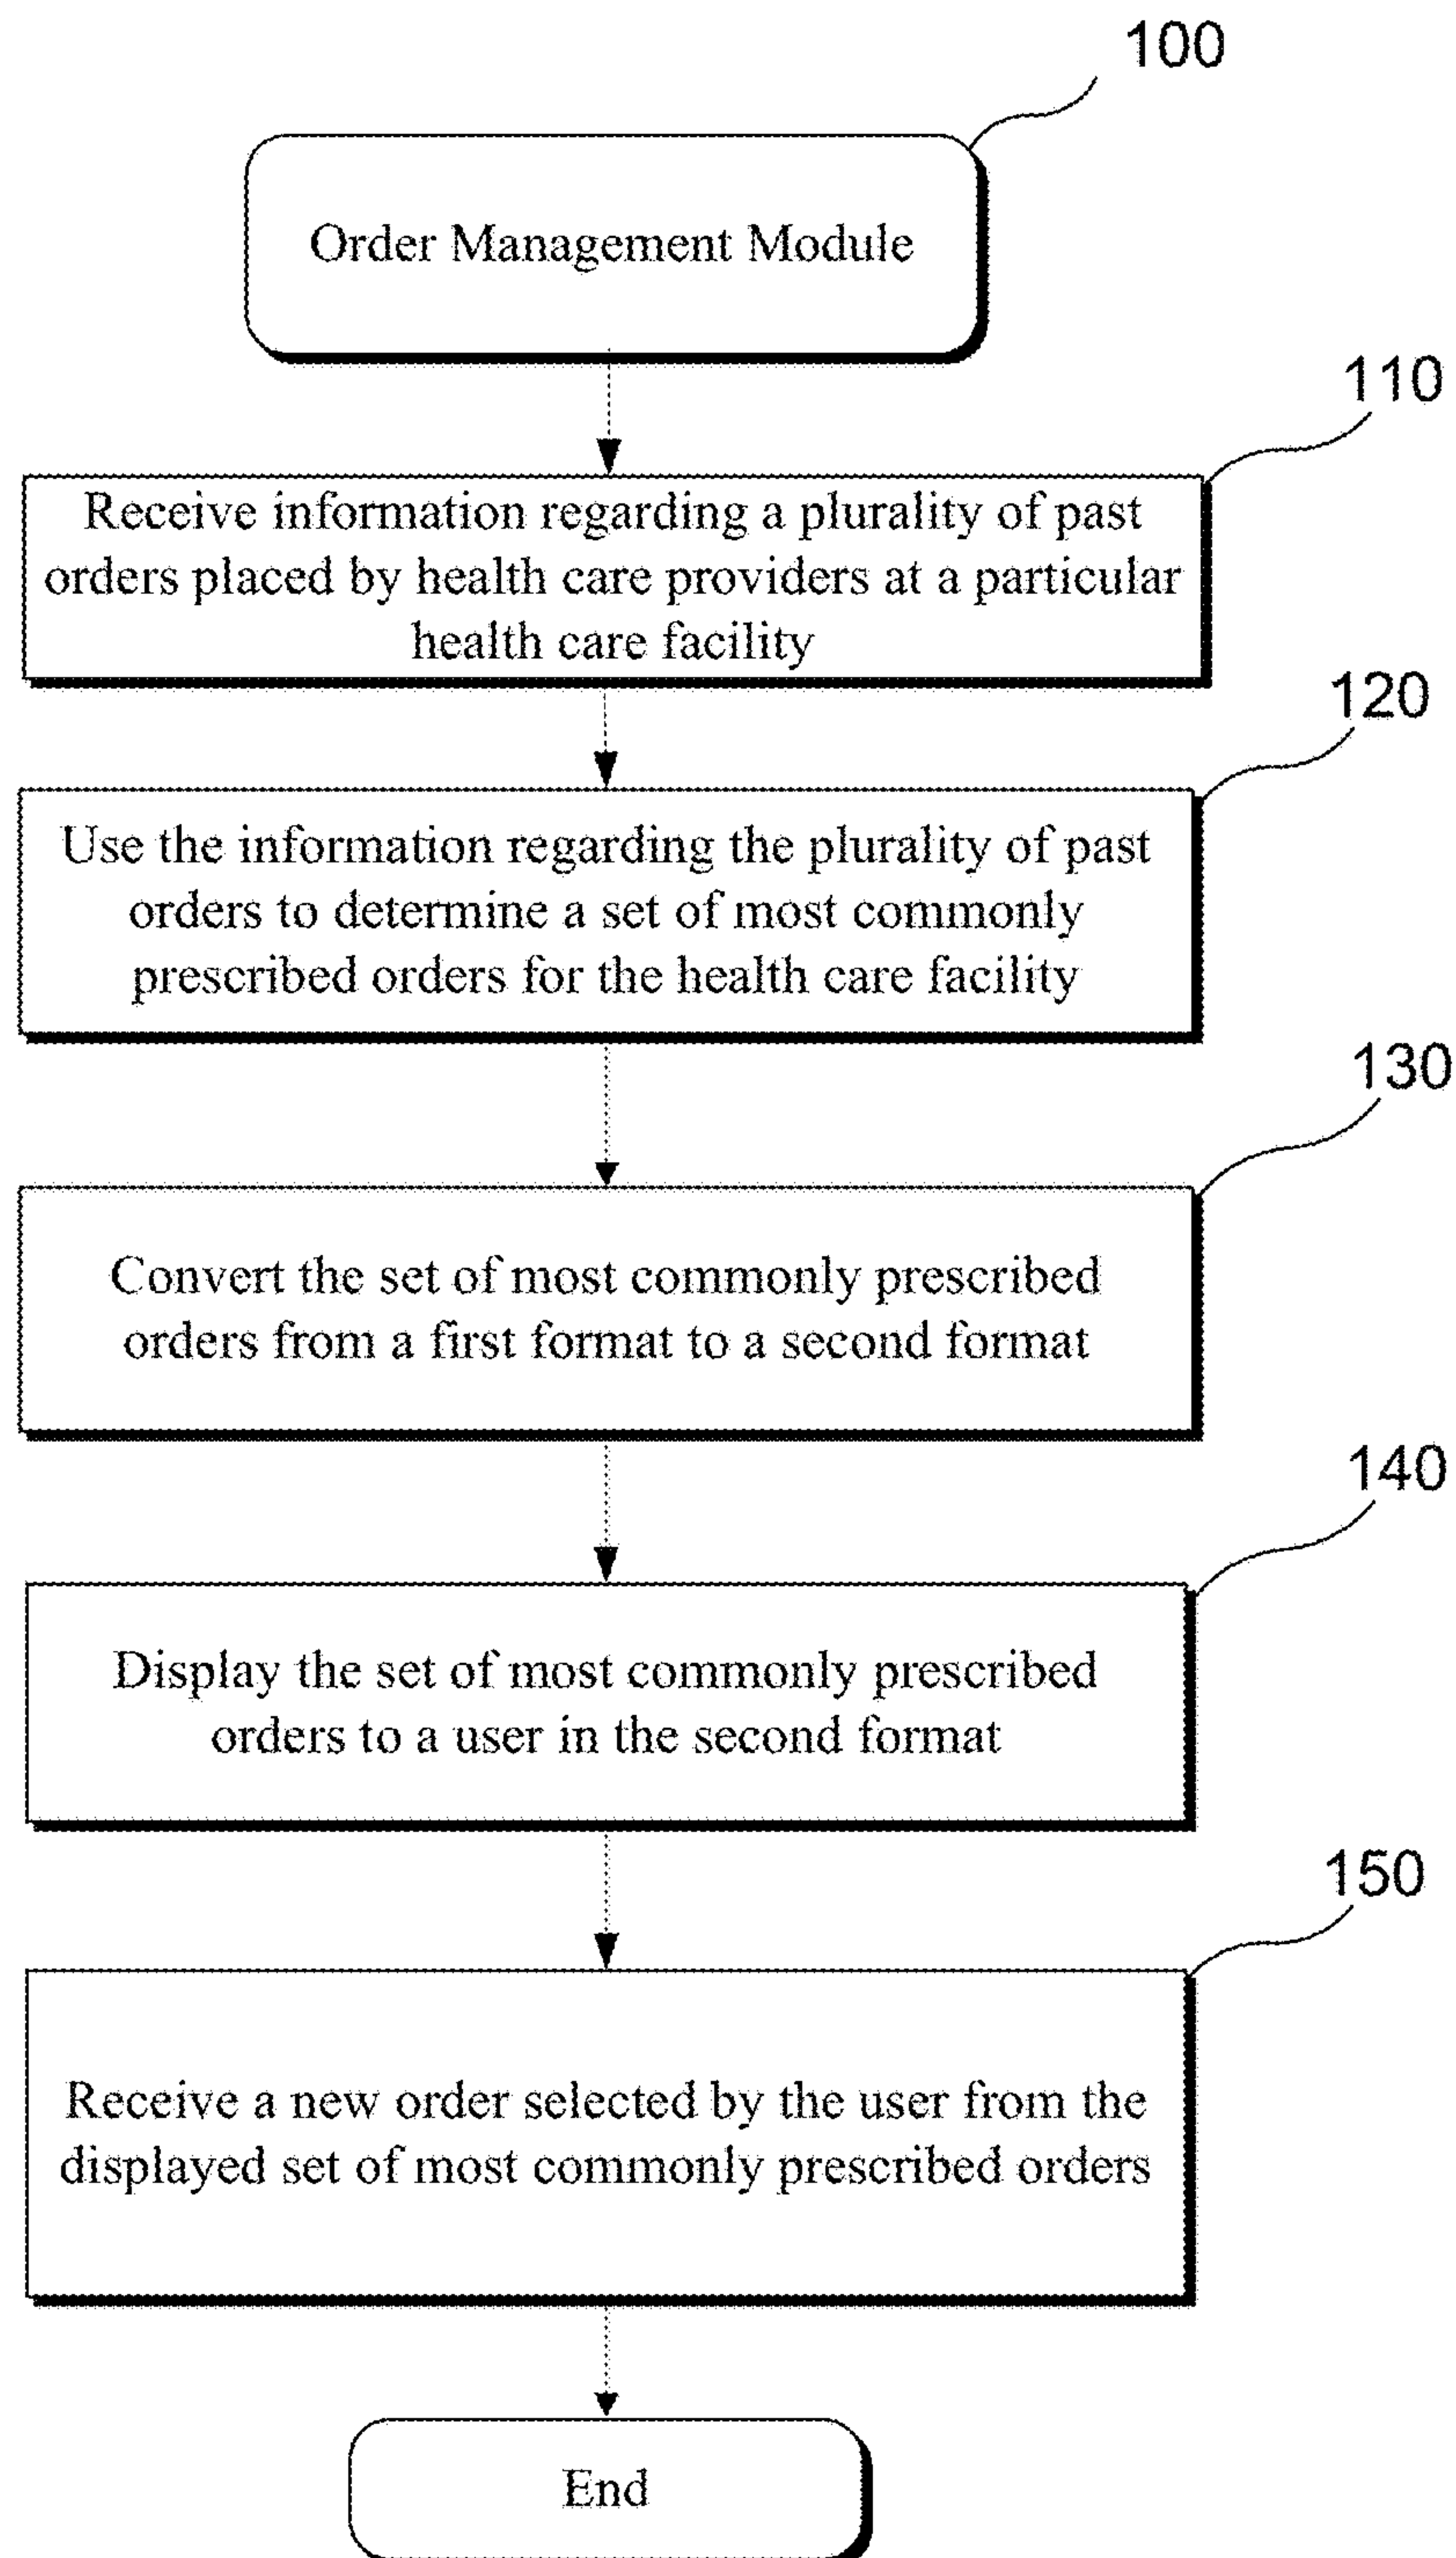 100
Order Management Module
110
Receive information regarding a plurality of past
orders placed by health care providers at a particular
health care facility
120
Use the information regarding the plurality of past
orders to determine a set of most commonly
prescribed orders for the health care facility
130
Convert the set of most commonly prescribed
orders from a first format to a second format
140
Display the set of most commonly prescribed
orders to a user in the second format
150
Receive a new order selected by the user from the
displayed set of most commonly prescribed orders
End